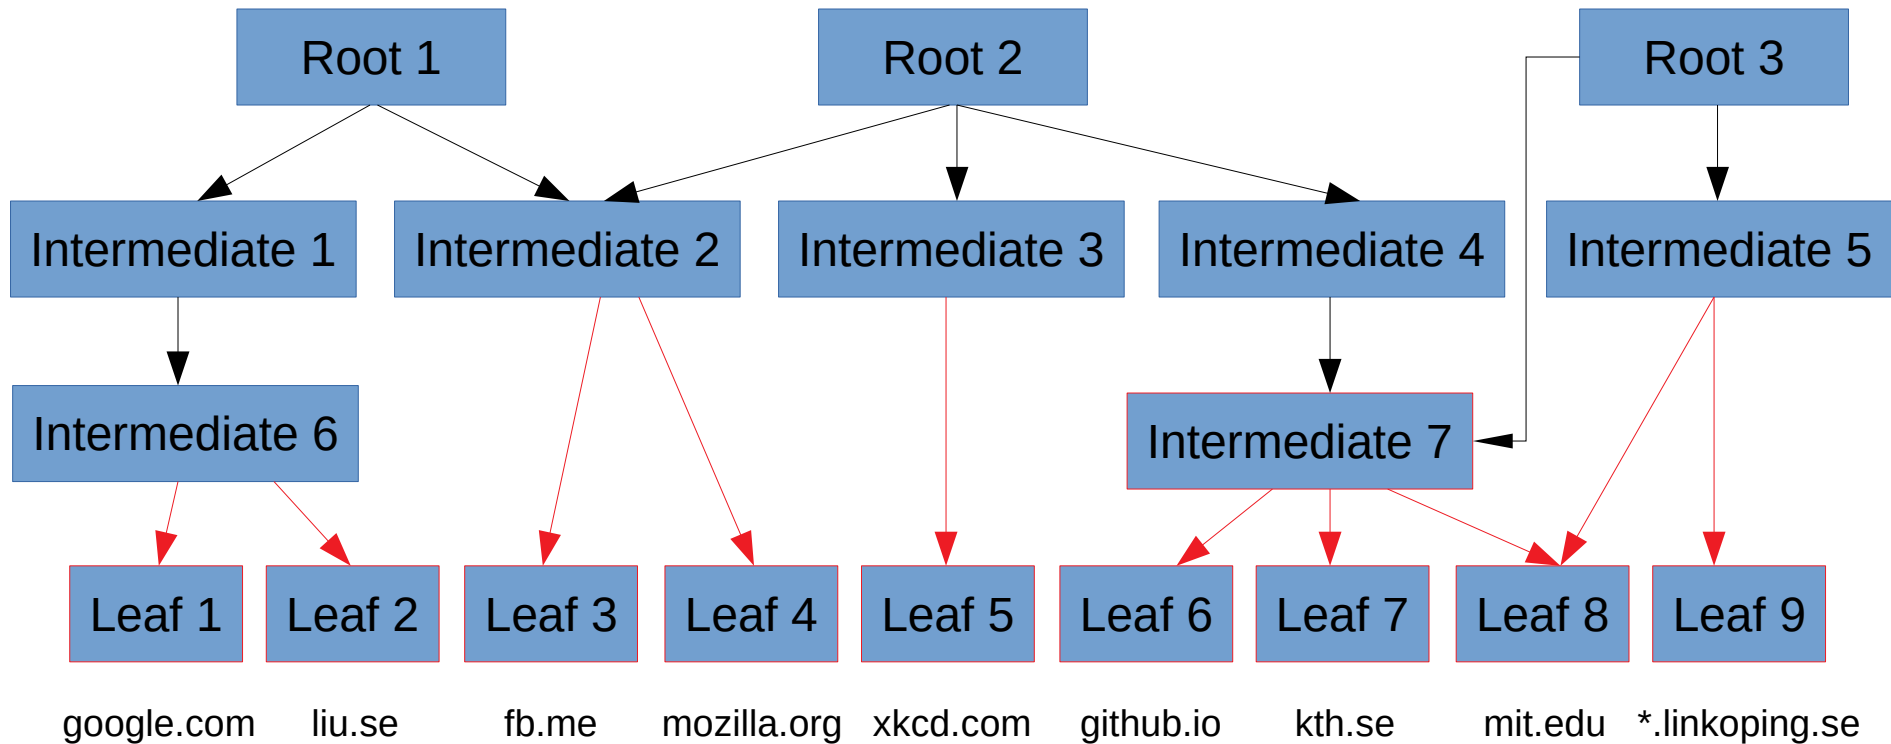 Root 1
Root 2
Root 3
Intermediate 1
Intermediate 2
Intermediate 3
Intermediate 4
Intermediate 5
Intermediate 6
Intermediate 7
Leaf 1
Leaf 2
Leaf 3
Leaf 4
Leaf 5
Leaf 6
Leaf 7
Leaf 8
Leaf 9
google.com
liu.se
fb.me
mozilla.org
xkcd.com
github.io
kth.se
mit.edu
*.linkoping.se